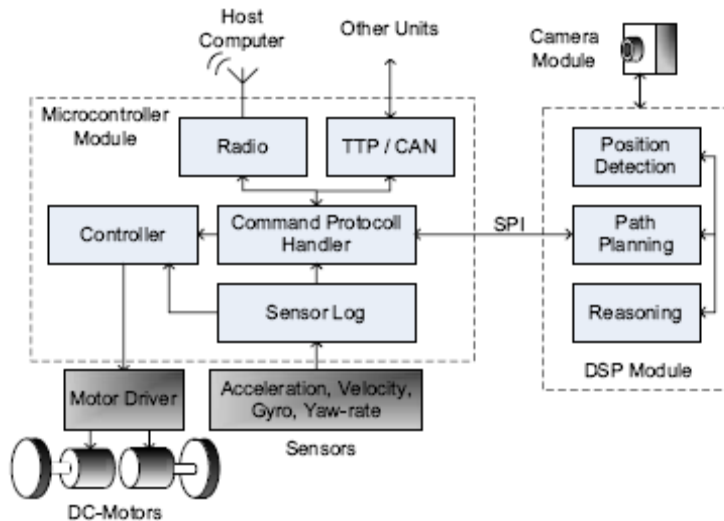 Host
Computer
Other Units
Camera
Module
Microcontroller
Module
Radio
TTP / CAN
Position
Detection
Controller
Command Protocoll
Handler
SPI
Path
Planning
Sensor Log
Reasoning
DSP Module
Motor Driver
Acceleration, Velocity,
Gyro, Yaw-rate
Sensors
DC-Motors